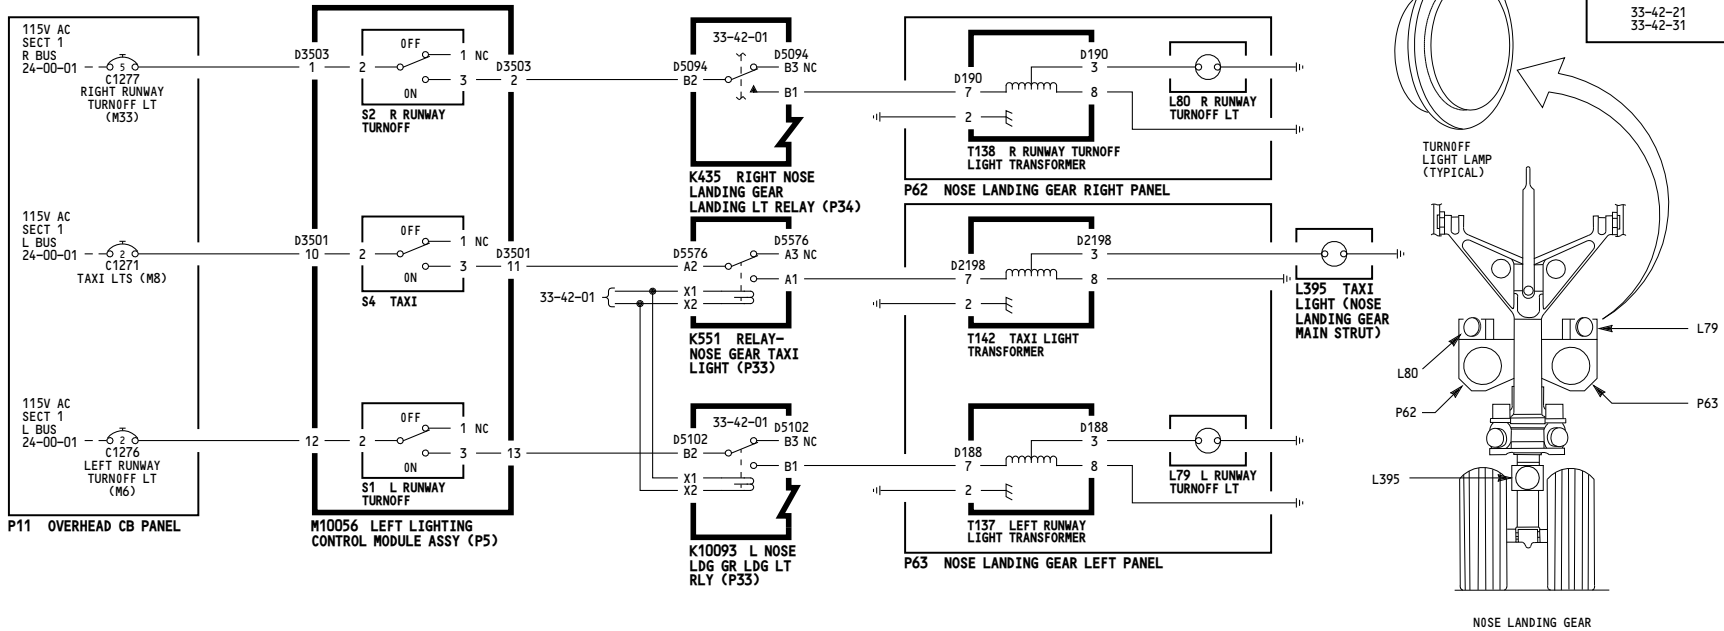 115V AC
SECT 1
R BUS
24-00-01
5
C1277
RIGHT RUNWAY
TURNOFF LT
(M33)
115V AC
SECT 1
L BUS
24-00-01
2
C1271
TAXI LTS (M8)
115V AC
SECT 1
L BUS
24-00-01
2
C1276
LEFT RUNWAY
TURNOFF LT
(M6)
P11 OVERHEAD CB PANEL
D3503
1
2
OFF
1 NC
3
ON
D3503
2
S2 R RUNWAY
TURNOFF
D3501
10
2
OFF
1 NC
3
ON
D3501
11
S4 TAXI
12
2
OFF
1 NC
3
ON
13
S1 L RUNWAY
TURNOFF
M10056 LEFT LIGHTING
CONTROL MODULE ASSY (P5)
33-42-01
D5094
B2
D5094
B3 NC
B1
K435 RIGHT NOSE
LANDING GEAR
LANDING LT RELAY (P34)
D5576
A2
D5576
A3 NC
A1
33-42-01
X1
X2
K551 RELAY-
NOSE GEAR TAXI
LIGHT (P33)
33-42-01
D5102
B2
D5102
B3 NC
B1
X1
X2
K10093 L NOSE
LDG GR LDG LT
RLY (P33)
D190
7
D190
3
8
2
T138 R RUNWAY TURNOFF
LIGHT TRANSFORMER
L80 R RUNWAY
TURNOFF LT
P62 NOSE LANDING GEAR RIGHT PANEL
D2198
7
D2198
3
8
2
T142 TAXI LIGHT
TRANSFORMER
L395 TAXI
LIGHT (NOSE
LANDING GEAR
MAIN STRUT)
D188
7
D188
3
8
2
T137 LEFT RUNWAY
LIGHT TRANSFORMER
L79 L RUNWAY
TURNOFF LT
P63 NOSE LANDING GEAR LEFT PANEL
33-42-21
33-42-31
TURNOFF
LIGHT LAMP
(TYPICAL)
L79
L80
P62
P63
L395
NOSE LANDING GEAR